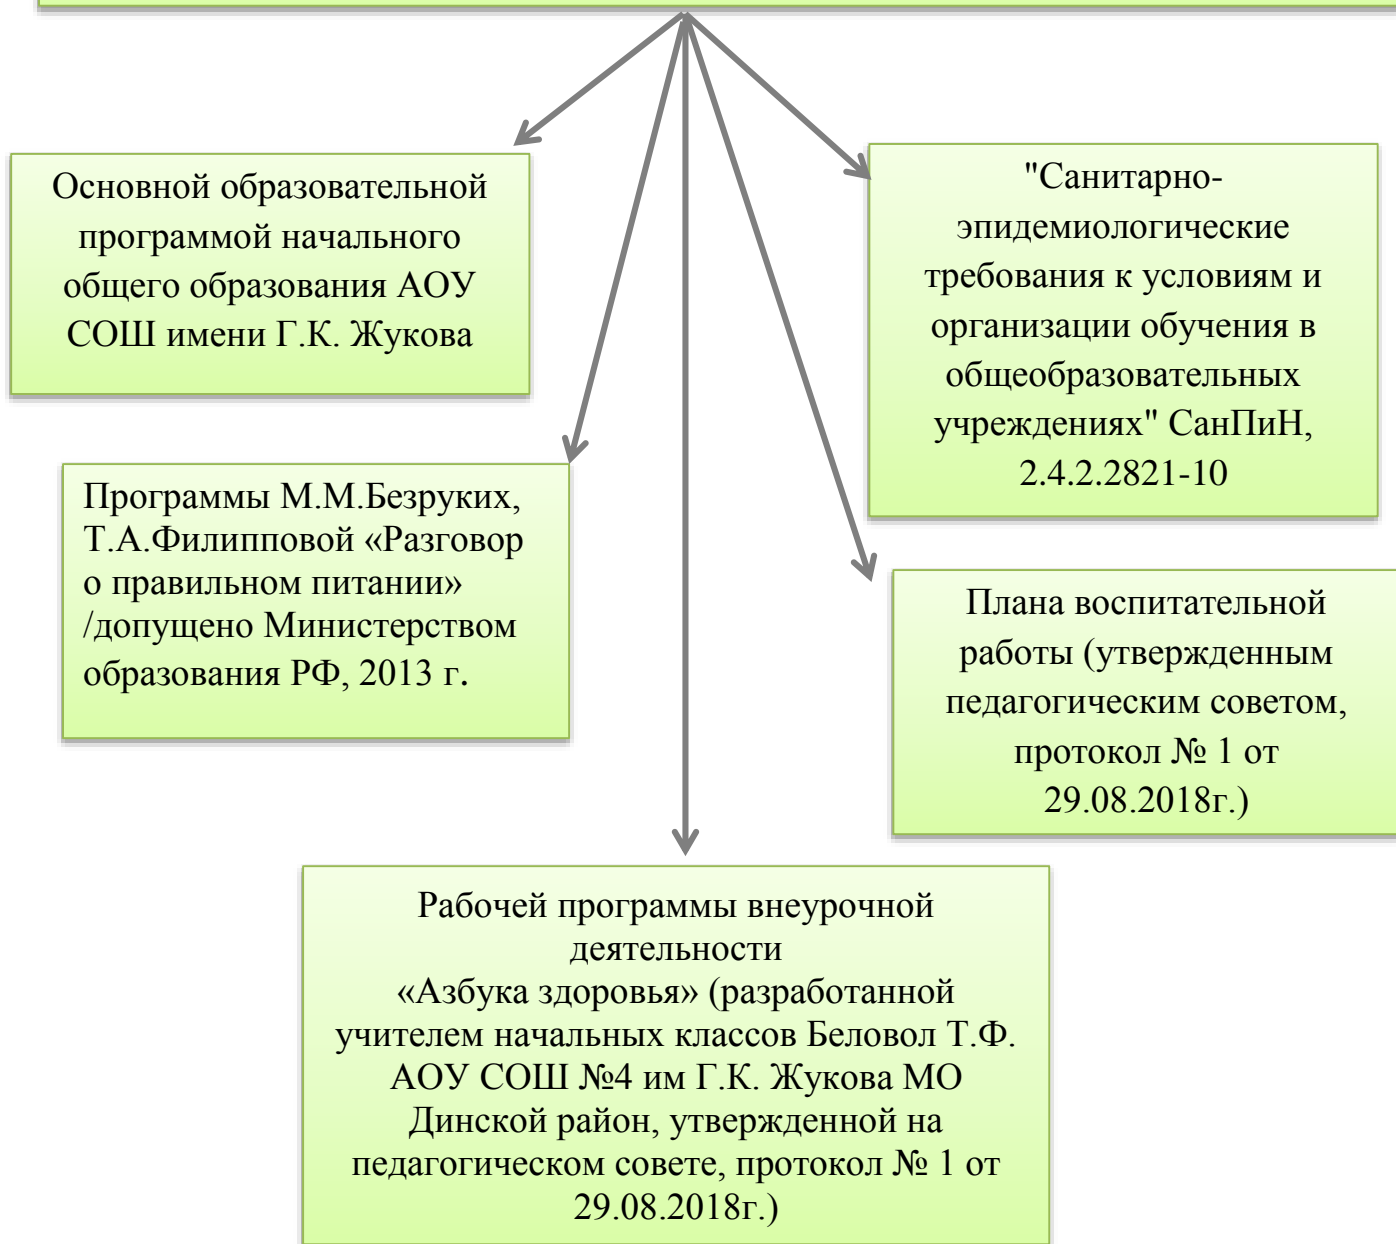 Основной образовательной
программой начального
общего образования АОУ
СОШ имени Г.К. Жукова
"Санитарно-
эпидемиологические
требования к условиям и
организации обучения в
общеобразовательных
учреждениях" СанПиН,
2.4.2.2821-10
Программы М.М.Безруких,
Т.А.Филипповой «Разговор
о правильном питании»
/допущено Министерством
образования РФ, 2013 г.
Плана воспитательной
работы (утвержденным
педагогическим советом,
протокол № 1 от
29.08.2018г.)
Рабочей программы внеурочной
деятельности
«Азбука здоровья» (разработанной
учителем начальных классов Беловол Т.Ф.
АОУ СОШ №4 им Г.К. Жукова МО
Динской район, утвержденной на
педагогическом совете, протокол № 1 от
29.08.2018г.)